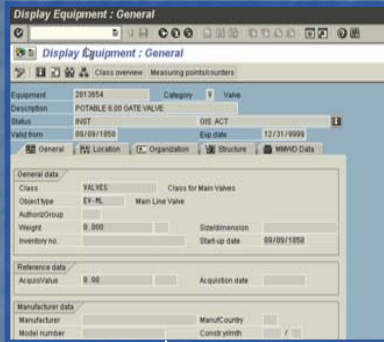 Display Equipment : General
Display Equipment : General
Class overview Measuring points/counters
Equipment 2013654 Category V Valve
Description POTABLE 6.00 GATE VALVE
Status INST GIS ACT
Valid from 09/09/1850 Exp date 12/31/9999
General Location Organization Structure MMWD Data
General data
Class VALVES Class for Main Valves
Object type EV-ML Main Line Valve
AuthorizGroup
Weight 0.000 Size/dimension
Inventory no. Start-up date 09/09/1850
Reference data
AcquisValue 0.00 Acquistion date
Manufacturer data
Manufacturer ManufCountry
Model number Constr.yr/mth /